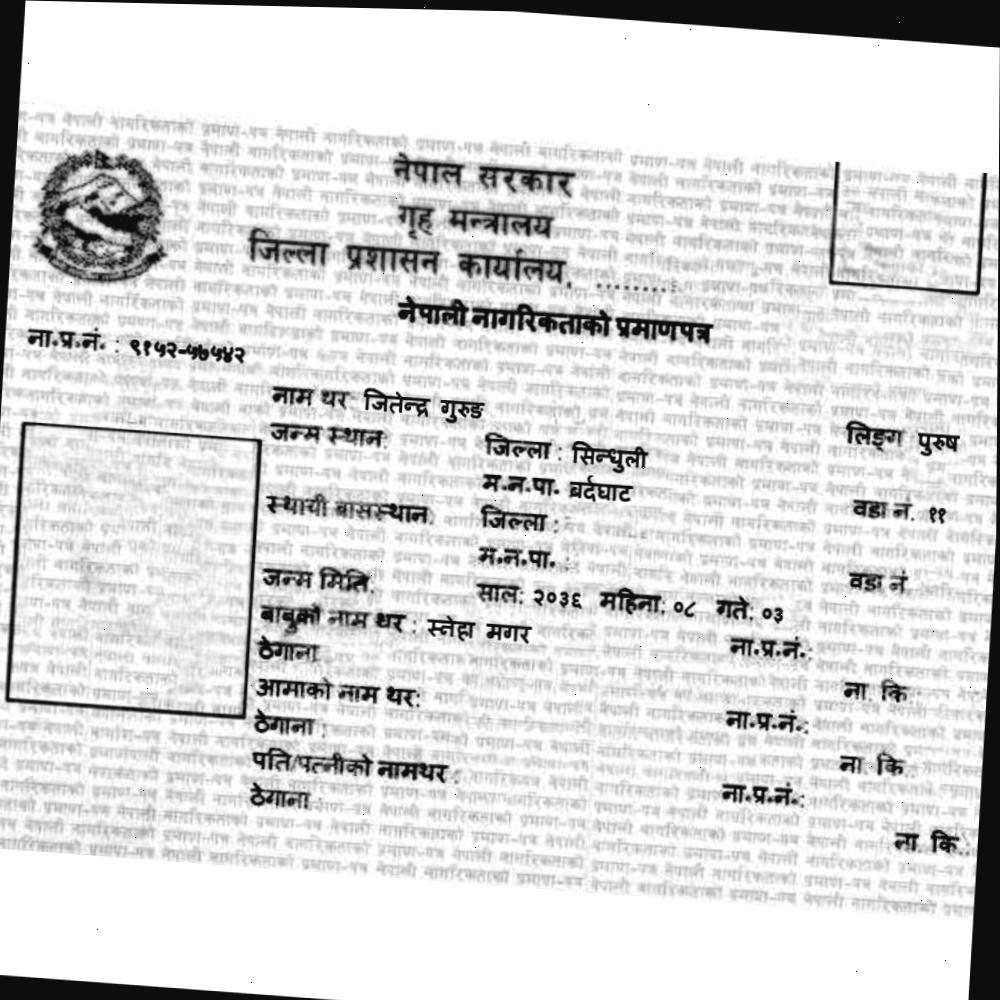 नेपाल सरकार
गृह मन्त्रालय
जिल्ला प्रशासन कार्यालय, ........
नेपाली नागरिकताको प्रमाणपत्र
ना.प्र.नं. : ९१५२-५७५४२
नाम थर: जितेन्द्र गुरुङ लिङ्ग पुरुष
जन्म स्थान: जिल्ला : सिन्धुली
म.न.पा. बर्दघाट वडा नं. ११
स्थायी बासस्थान: जिल्ला :
म.न.पा. : वडा नं
जन्म मिति: साल: २०३६ महिना: ०८ गते: ०३
बाबुको नाम थर : स्नेहा मगर ना.प्र.नं.:
ठेगाना ना. कि :
आमाको नाम थर: ना.प्र.नं.:
ठेगाना : ना. कि :
पति/पत्नीको नामथर : ना.प्र.नं.:
ठेगाना : ना. कि.: